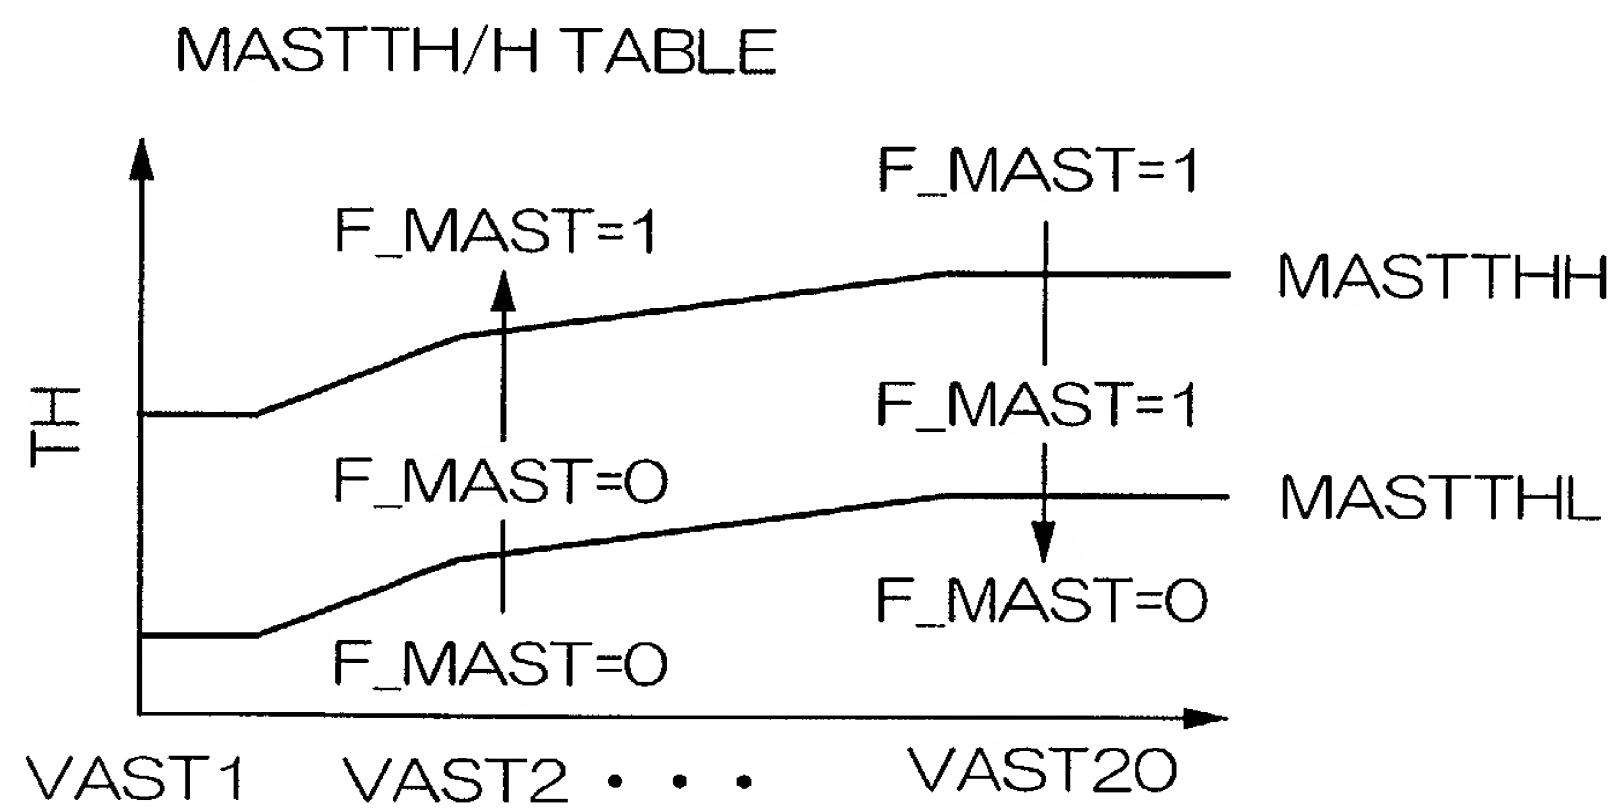 MASTTH/H TABLE
F_MAST=1
F_MAST=1
MASTTHH
TH
F_MAST=1
F_MAST=0
MASTTHL
F_MAST=0
F_MAST=0
VAST1 VAST2 • • • VAST20